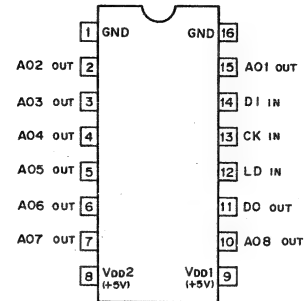 1 GND GND 16
AO2 OUT 2 15 AO1 OUT
AO3 OUT 3 14 DI IN
AO4 OUT 4 13 CK IN
AO5 OUT 5 12 LD IN
AO6 OUT 6 11 DO OUT
AO7 OUT 7 10 AO8 OUT
8 VDD2 VDD1 9
(+5V) (+5V)